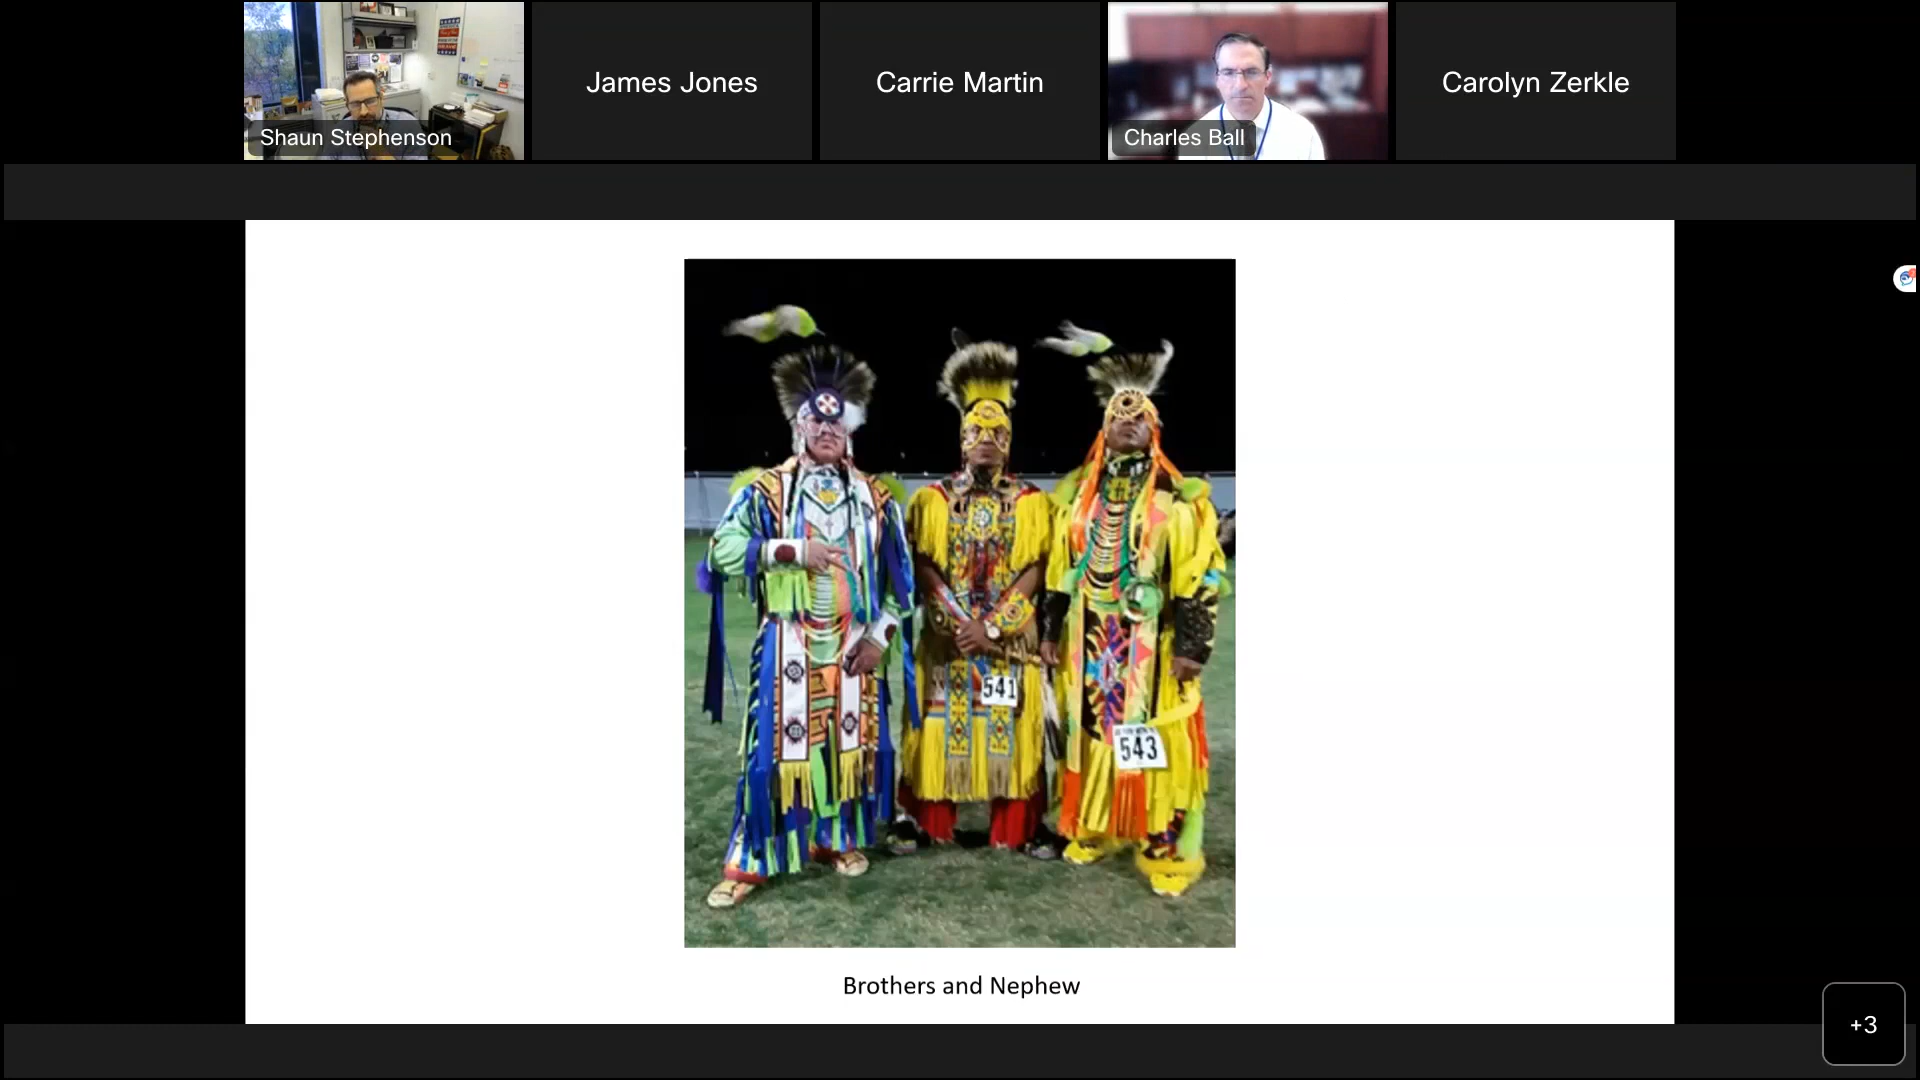 Shaun Stephenson
James Jones
Carrie Martin
Charles Ball
Carolyn Zerkle
541
543
Brothers and Nephew
+3